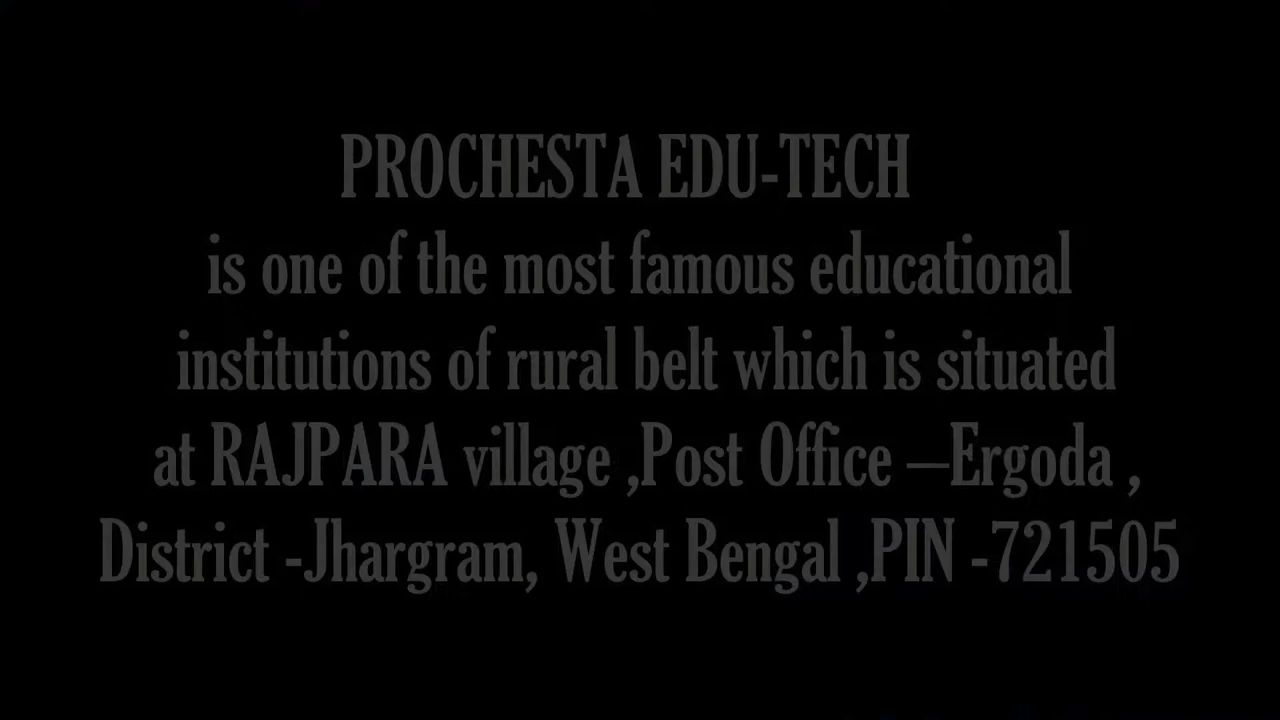 PROCHESTA EDU-TECH
is one of the most famous educational
institutions of rural belt which is situated
at RAJPARA village ,Post Office –Ergoda ,
District -Jhargram, West Bengal ,PIN -721505